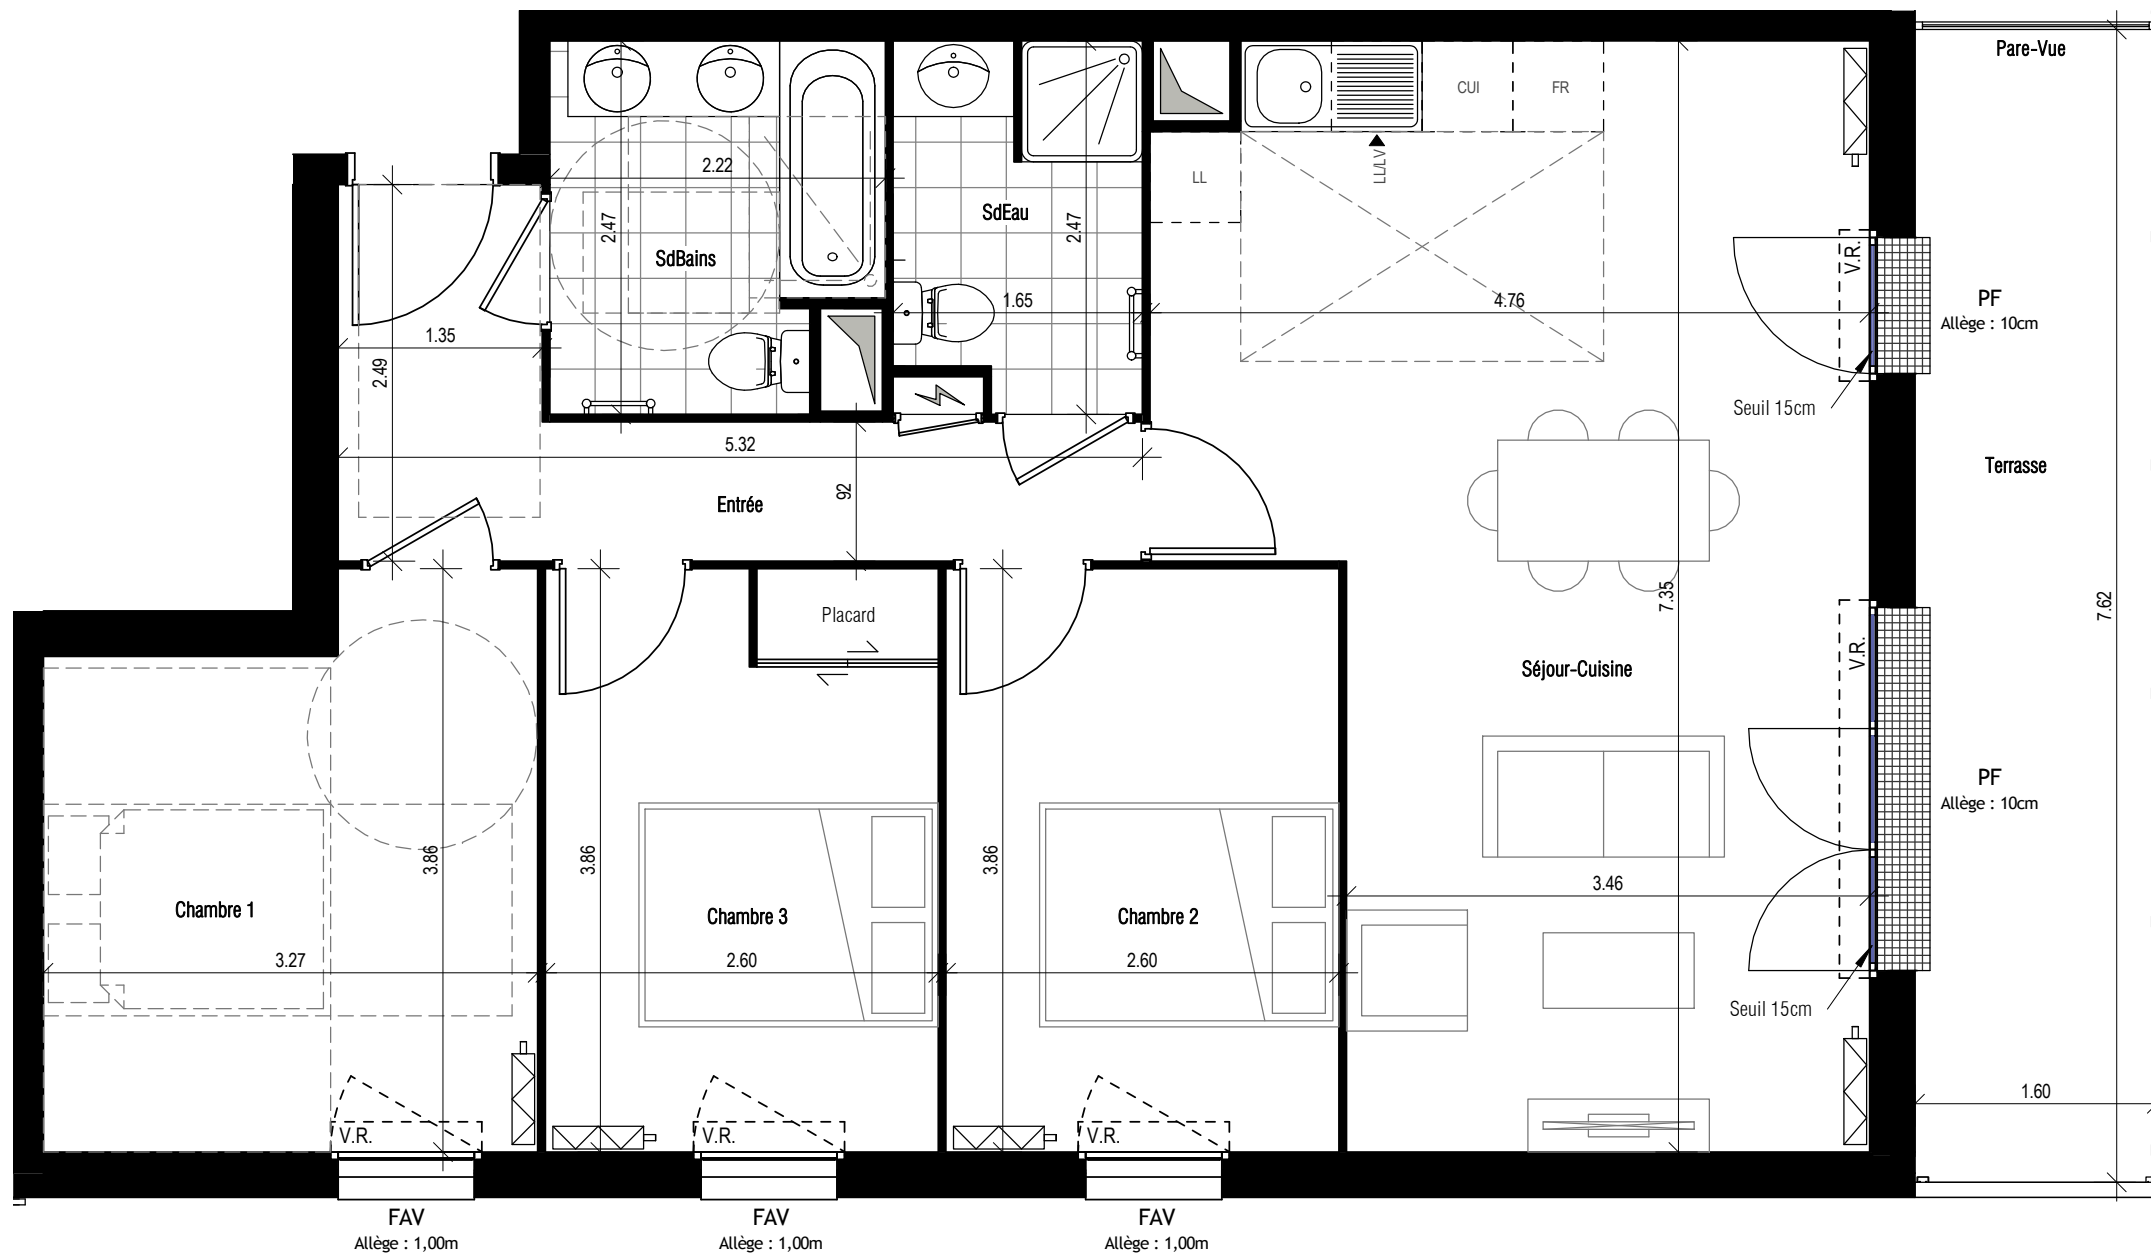 Pare-Vue
CUI
FR
LL/LV
LL
2.22
SdEau
2.47
2.47
SdBains
V.R.
1.65
4.76
PF
Allège : 10cm
1.35
2.49
Seuil 15cm
5.32
Terrasse
92
Entrée
7.35
7.62
Placard
Séjour-Cuisine
V.R.
PF
Allège : 10cm
3.86
3.86
3.86
3.46
Chambre 1
Chambre 3
Chambre 2
3.27
2.60
2.60
Seuil 15cm
1.60
V.R.
V.R.
V.R.
FAV
Allège : 1,00m
FAV
Allège : 1,00m
FAV
Allège : 1,00m